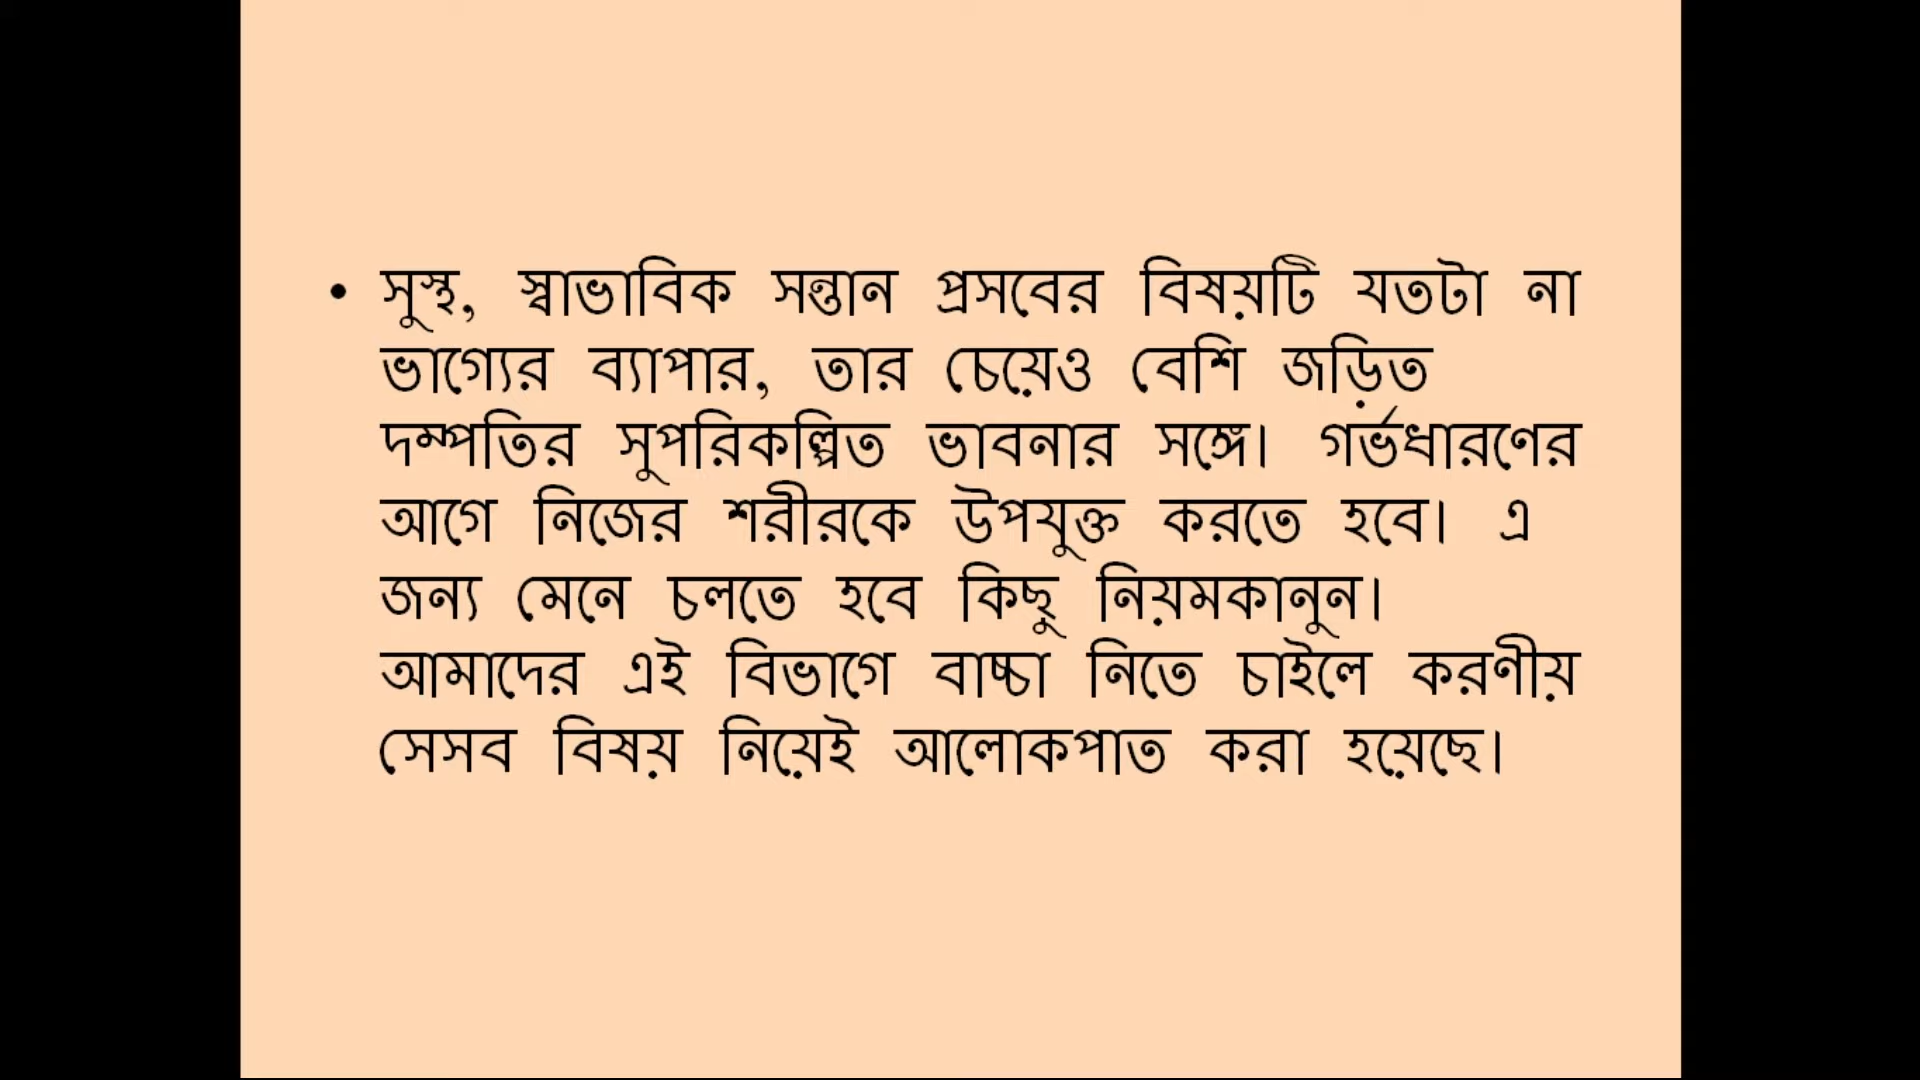 • সুস্থ, স্বাভাবিক সন্তান প্রসবের বিষয়টি যতটা না
ভাগ্যের ব্যাপার, তার চেয়েও বেশি জড়িত
দম্পতির সুপরিকল্পিত ভাবনার সঙ্গে। গর্ভধারণের
আগে নিজের শরীরকে উপযুক্ত করতে হবে। এ
জন্য মেনে চলতে হবে কিছু নিয়মকানুন।
আমাদের এই বিভাগে বাচ্চা নিতে চাইলে করণীয়
সেসব বিষয় নিয়েই আলোকপাত করা হয়েছে।